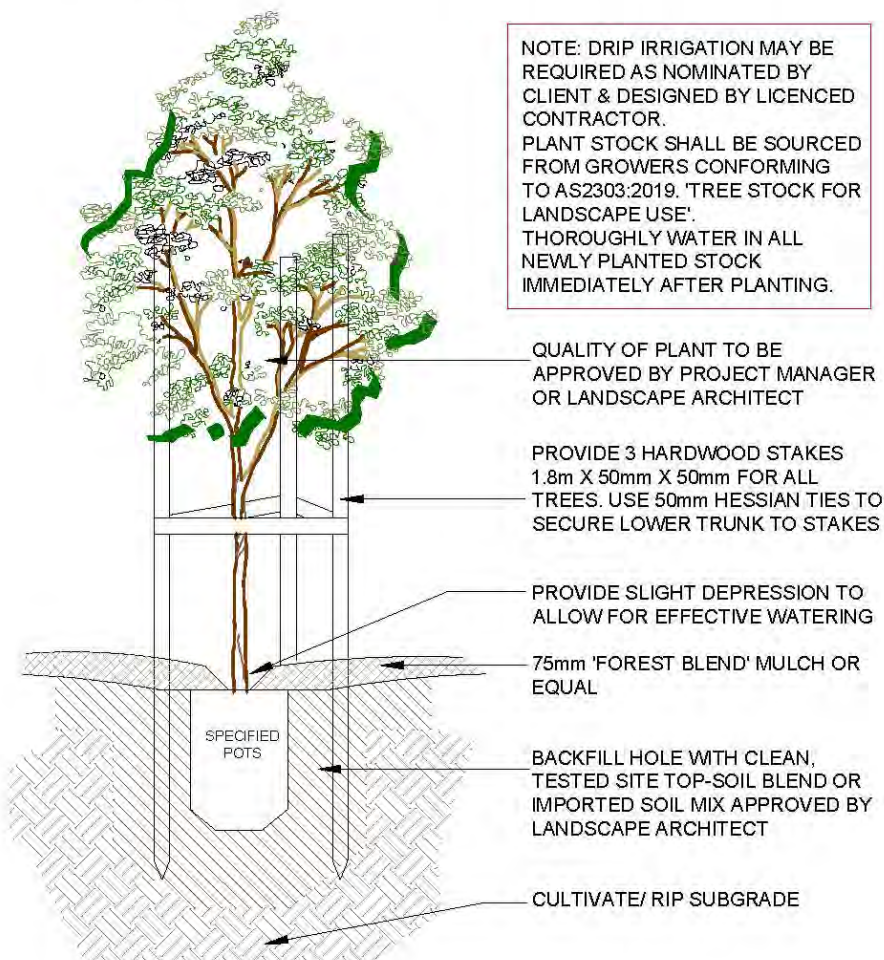 NOTE: DRIP IRRIGATION MAY BE
REQUIRED AS NOMINATED BY
CLIENT & DESIGNED BY LICENCED
CONTRACTOR.
PLANT STOCK SHALL BE SOURCED
FROM GROWERS CONFORMING
TO AS2303:2019. 'TREE STOCK FOR
LANDSCAPE USE'.
THOROUGHLY WATER IN ALL
NEWLY PLANTED STOCK
IMMEDIATELY AFTER PLANTING.
QUALITY OF PLANT TO BE
APPROVED BY PROJECT MANAGER
OR LANDSCAPE ARCHITECT
PROVIDE 3 HARDWOOD STAKES
1.8m X 50mm X 50mm FOR ALL
TREES. USE 50mm HESSIAN TIES TO
SECURE LOWER TRUNK TO STAKES
PROVIDE SLIGHT DEPRESSION TO
ALLOW FOR EFFECTIVE WATERING
75mm 'FOREST BLEND' MULCH OR
EQUAL
SPECIFIED
POTS
BACKFILL HOLE WITH CLEAN,
TESTED SITE TOP-SOIL BLEND OR
IMPORTED SOIL MIX APPROVED BY
LANDSCAPE ARCHITECT
CULTIVATE/ RIP SUBGRADE